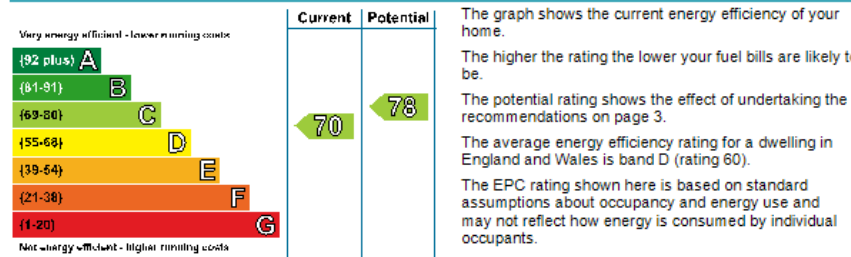 Current Potential
Very energy efficient - lower running costs
(92 plus) A
(81-91) B
(69-80) C
(55-68) D
(39-54) E
(21-38) F
(1-20) G
70
78
Not energy efficient - higher running costs
The graph shows the current energy efficiency of your
home.
The higher the rating the lower your fuel bills are likely to
be.
The potential rating shows the effect of undertaking the
recommendations on page 3.
The average energy efficiency rating for a dwelling in
England and Wales is band D (rating 60).
The EPC rating shown here is based on standard
assumptions about occupancy and energy use and
may not reflect how energy is consumed by individual
occupants.